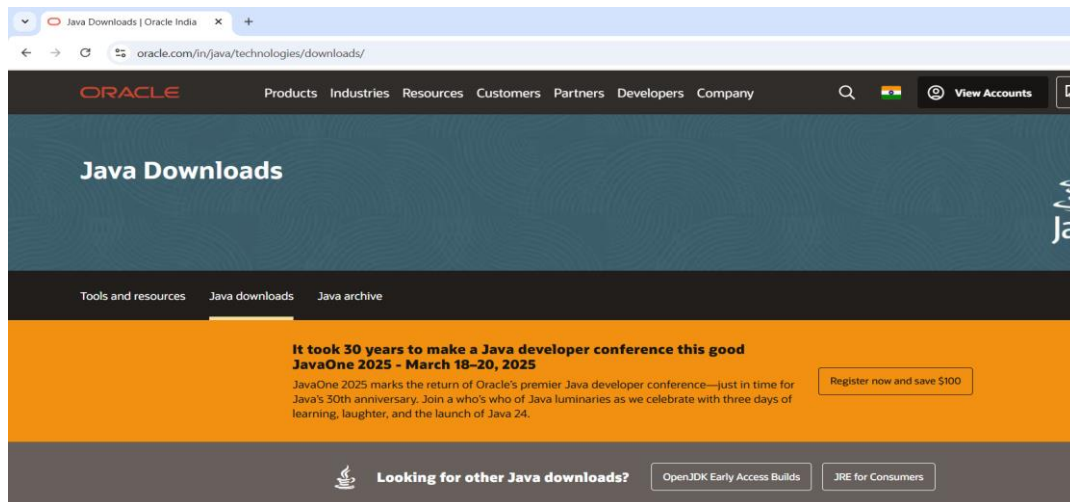 Java Downloads | Oracle India
oracle.com/in/java/technologies/downloads/
ORACLE Products Industries Resources Customers Partners Developers Company View Accounts
Java Downloads
Tools and resources Java downloads Java archive
It took 30 years to make a Java developer conference this good
JavaOne 2025 - March 18–20, 2025
JavaOne 2025 marks the return of Oracle's premier Java developer conference—just in time for
Java's 30th anniversary. Join a who's who of Java luminaries as we celebrate with three days of
learning, laughter, and the launch of Java 24.
Register now and save $100
Looking for other Java downloads? OpenJDK Early Access Builds JRE for Consumers